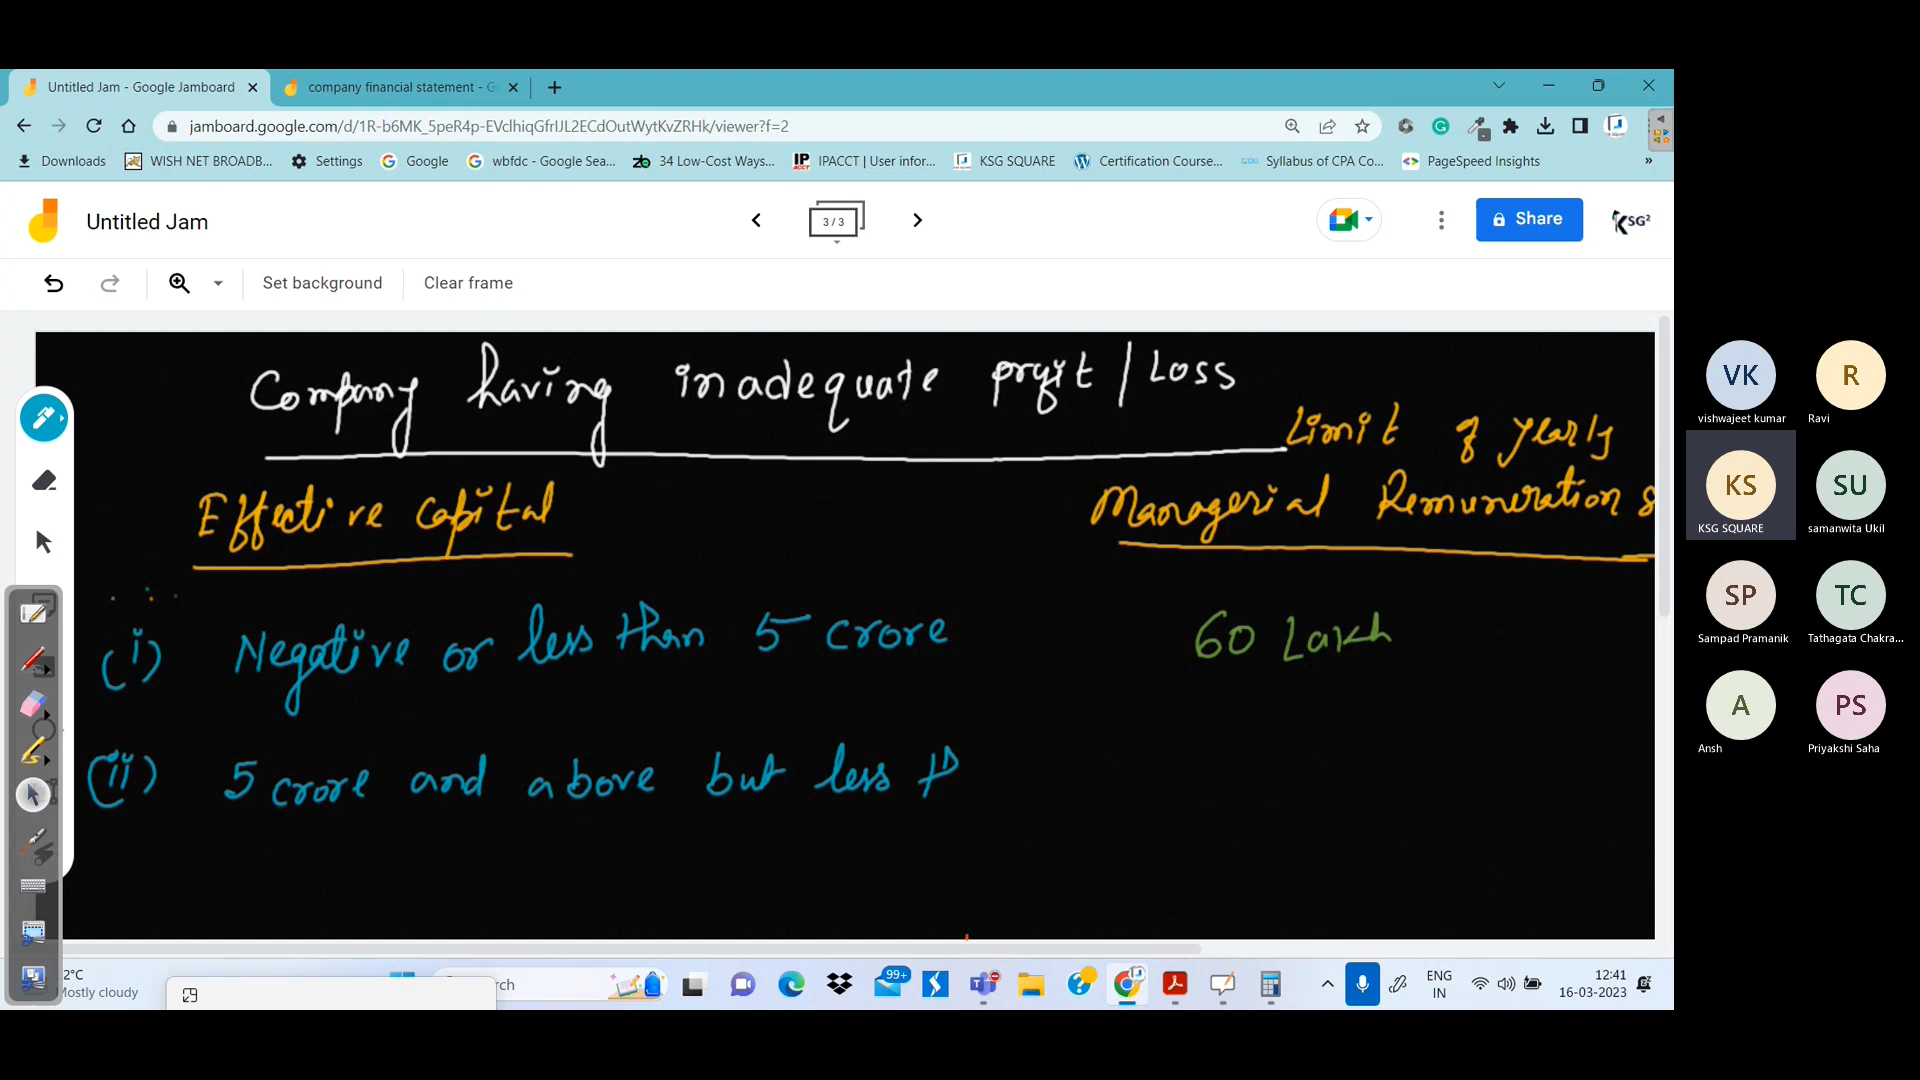 Untitled Jam - Google Jamboard
company financial statement - G
jamboard.google.com/d/1R-b6MK_5peR4p-EVclhiqGfrIJL2ECdOutWytKvZRHk/viewer?f=2
Downloads
WISH NET BROADB...
Settings
Google
wbfdc - Google Sea...
34 Low-Cost Ways...
IPACCT | User infor...
KSG SQUARE
Certification Course...
Syllabus of CPA Co...
PageSpeed Insights
»
Untitled Jam
3 / 3
Share
KSG²
Set background
Clear frame
Company having inadequate profit / Loss
Limit of yearly
Effective capital
Managerial Remuneration s
(i) Negative or less than 5 crore
60 Lakh
(ii) 5 crore and above but less
VK
vishwajeet kumar
R
Ravi
KS
KSG SQUARE
SU
samanwita Ukil
SP
Sampad Pramanik
TC
Tathagata Chakra...
A
Ansh
PS
Priyakshi Saha
2°C
Mostly cloudy
rch
99+
ENG
IN
12:41
16-03-2023